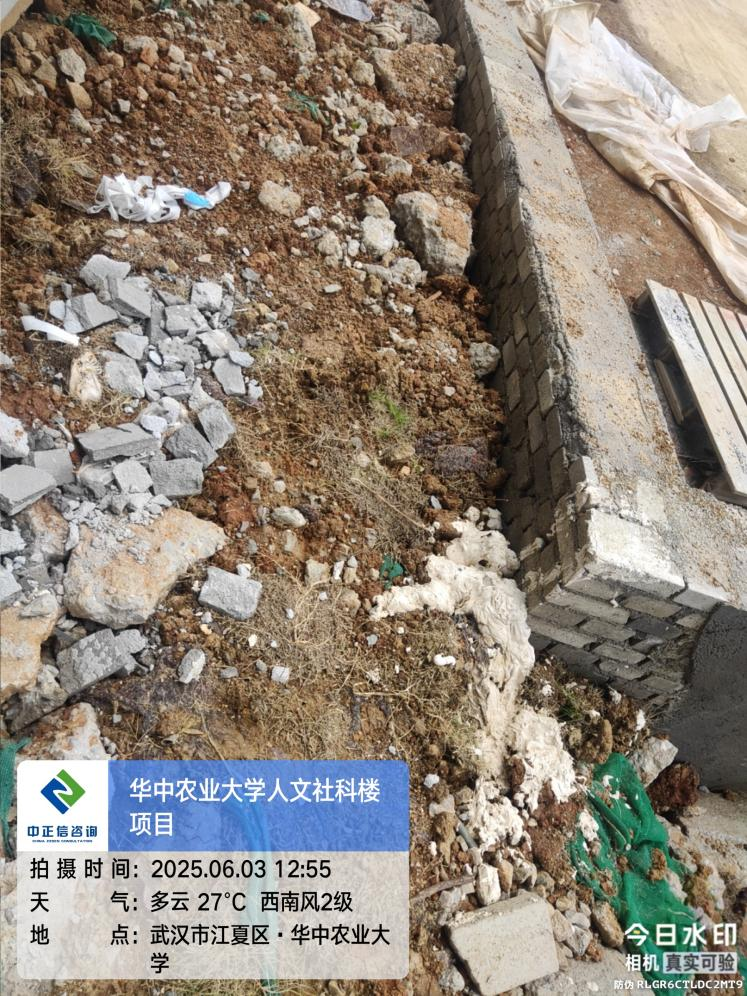 华中农业大学人文社科楼
项目
中正信咨询
CHINA ZXXIN CONSULTATION
拍摄时间：2025.06.03 12:55
天气：多云 27℃ 西南风2级
地点：武汉市江夏区·华中农业大
学
今日水印
相机 真实可验
防伪 RLGR6CTLDC2MT9